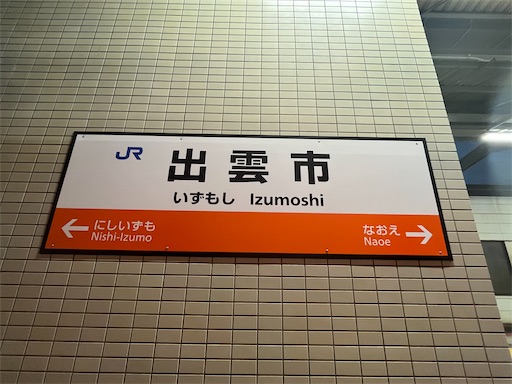 JR 出雲市
いずもし Izumoshi
にしいずも
Nishi-Izumo
なおえ
Naoe